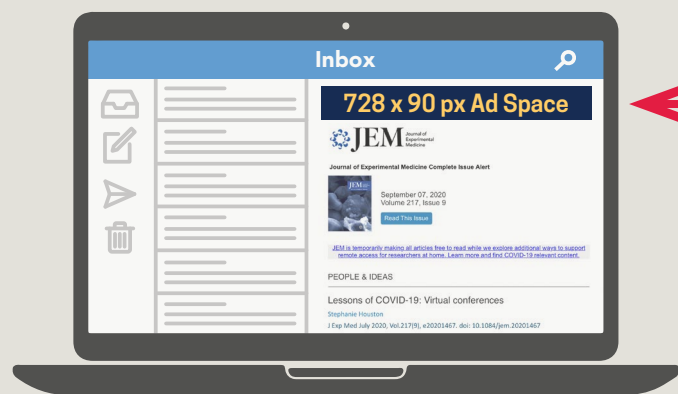 Inbox
728 x 90 px Ad Space
JEM Journal of
Experimental
Medicine
Journal of Experimental Medicine Complete Issue Alert
JEM
September 07, 2020
Volume 217, Issue 9
Read This Issue
JEM is temporarily making all articles free to read while we explore additional ways to support
remote access for researchers at home. Learn more and find COVID-19 relevant content.
PEOPLE & IDEAS
Lessons of COVID-19: Virtual conferences
Stephanie Houston
J Exp Med July 2020, Vol.217(9), e20201467. doi: 10.1084/jem.20201467